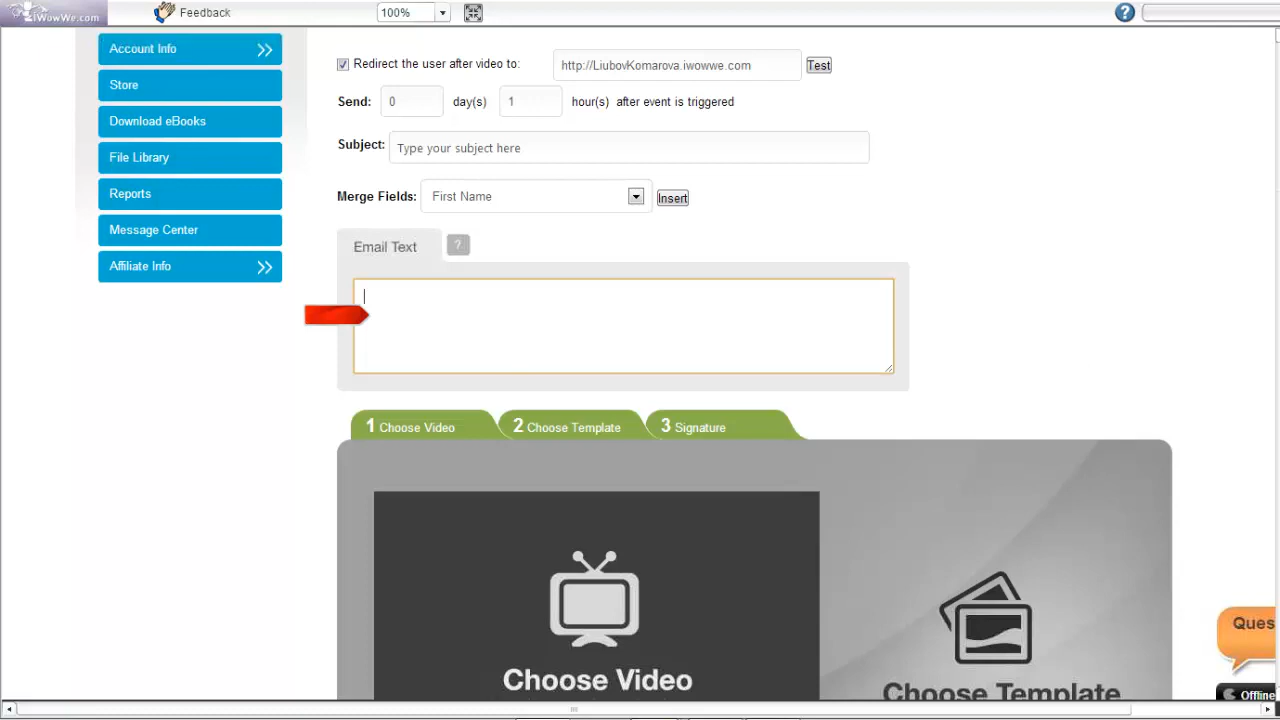 iWowWe.com
Feedback
100%
?
Account Info
Store
Download eBooks
File Library
Reports
Message Center
Affiliate Info
Redirect the user after video to: http://LiubovKomarova.iwowwe.com Test
Send: 0 day(s) 1 hour(s) after event is triggered
Subject: Type your subject here
Merge Fields: First Name Insert
Email Text ?
1 Choose Video 2 Choose Template 3 Signature
Choose Video
Choose Template
Ques
Offline